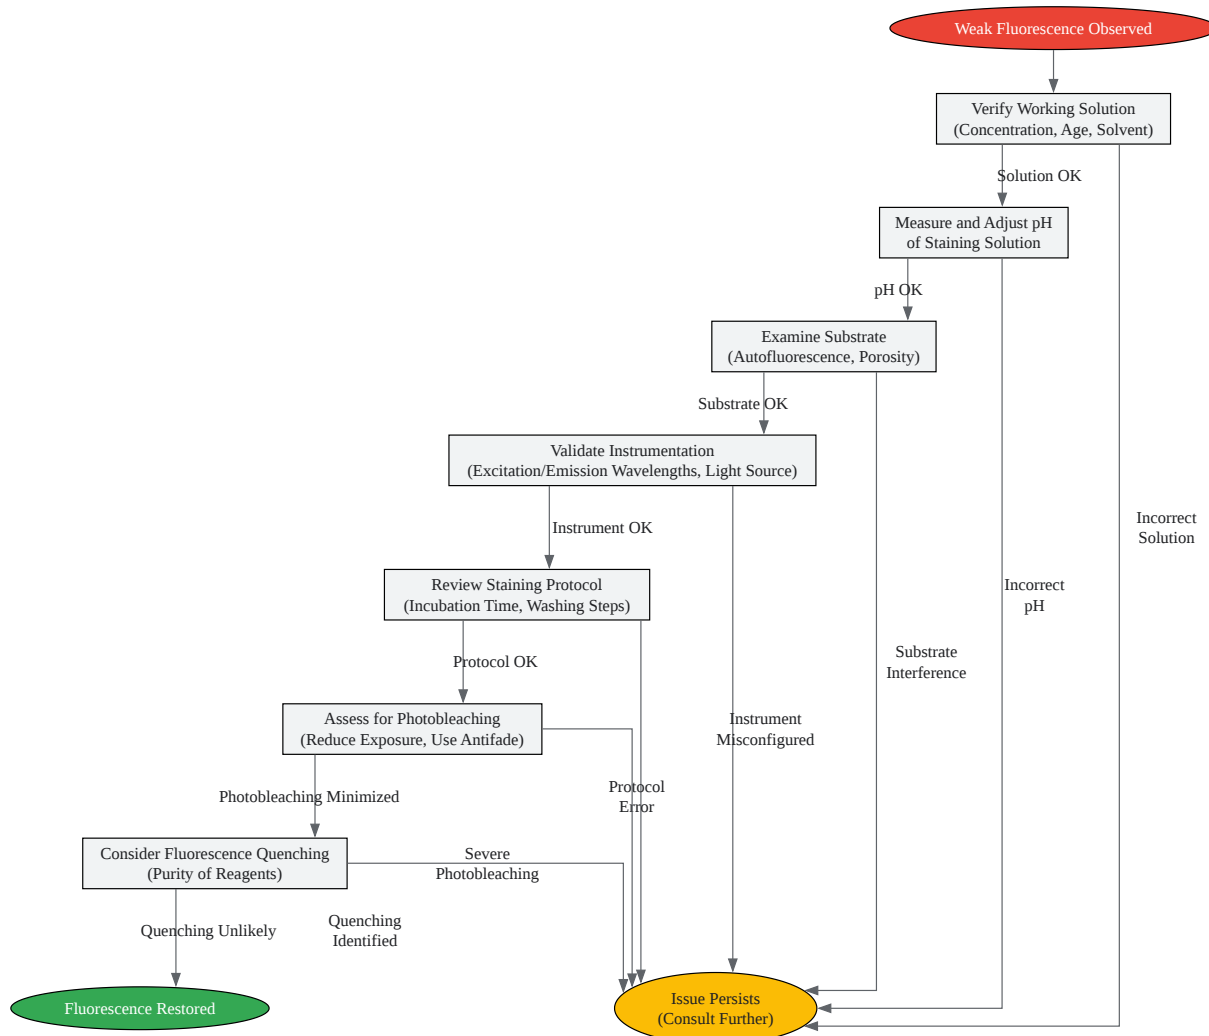 Weak Fluorescence Observed
Verify Working Solution
(Concentration, Age, Solvent)
Solution OK
Measure and Adjust pH
of Staining Solution
pH OK
Examine Substrate
(Autofluorescence, Porosity)
Substrate OK
Validate Instrumentation
(Excitation/Emission Wavelengths, Light Source)
Instrument OK
Incorrect
Solution
Review Staining Protocol
(Incubation Time, Washing Steps)
Incorrect
pH
Protocol OK
Substrate
Interference
Assess for Photobleaching
(Reduce Exposure, Use Antifade)
Instrument
Misconfigured
Photobleaching Minimized
Protocol
Error
Consider Fluorescence Quenching
(Purity of Reagents)
Severe
Photobleaching
Quenching Unlikely
Quenching
Identified
Fluorescence Restored
Issue Persists
(Consult Further)